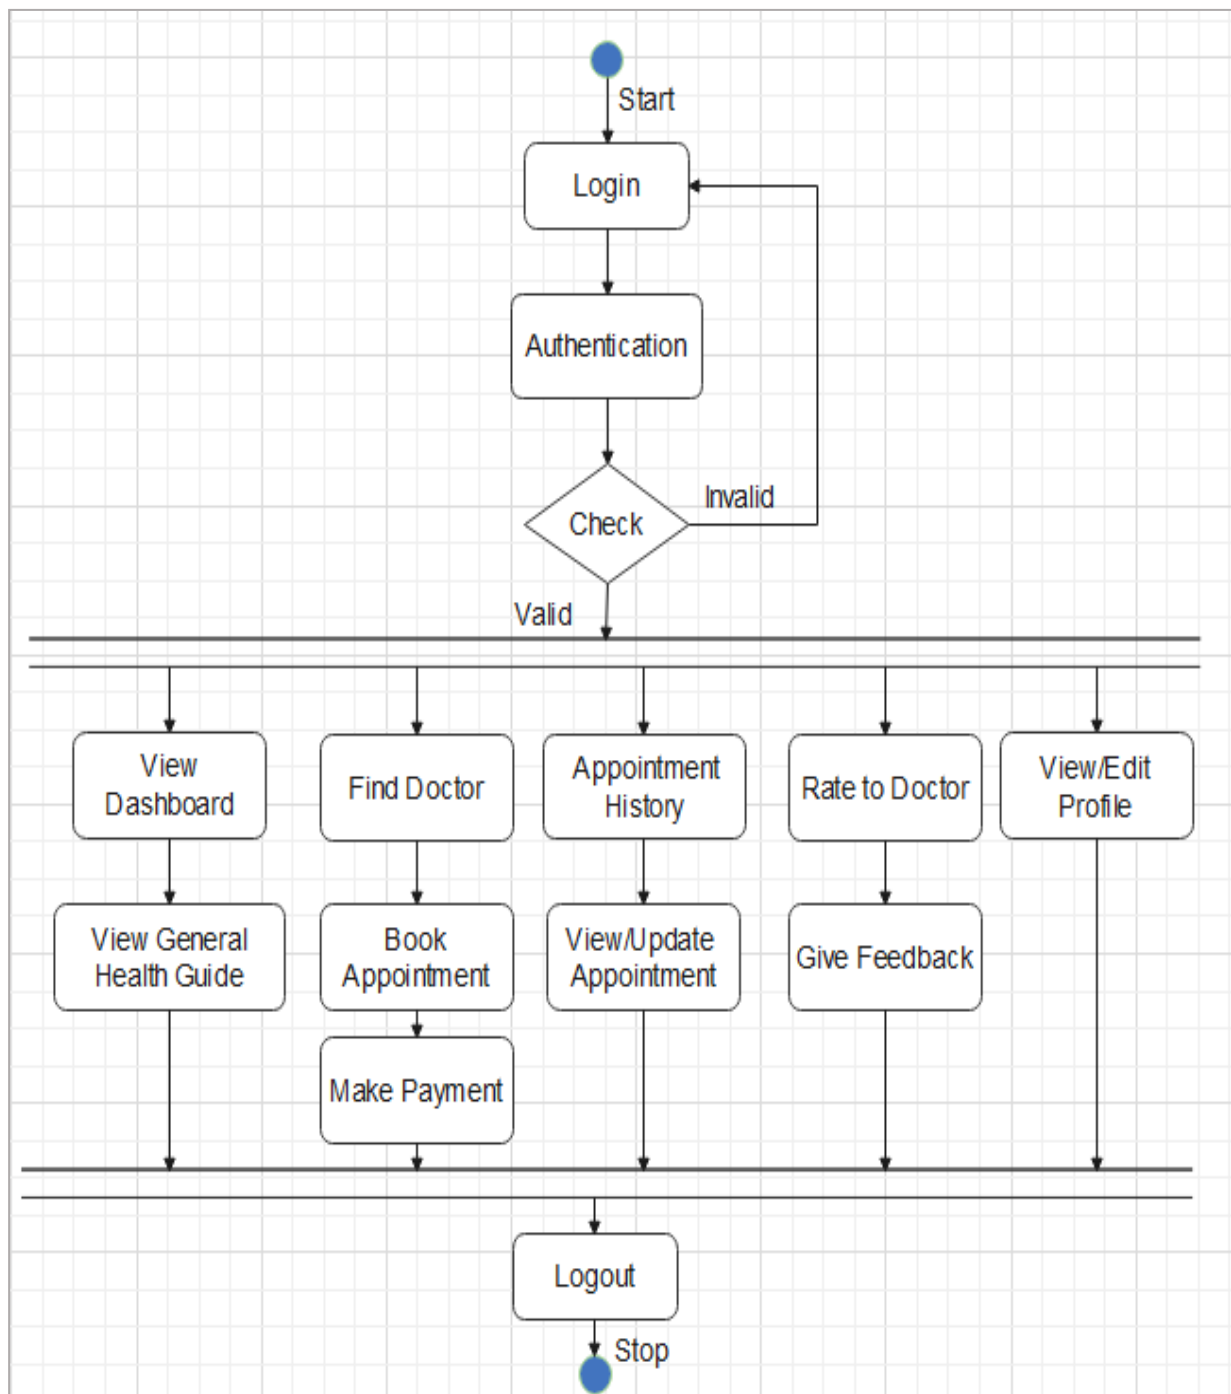 Start
Login
Authentication
Invalid
Check
Valid
View
Dashboard
Find Doctor
Appointment
History
Rate to Doctor
View/Edit
Profile
View General
Health Guide
Book
Appointment
View/Update
Appointment
Give Feedback
Make Payment
Logout
Stop